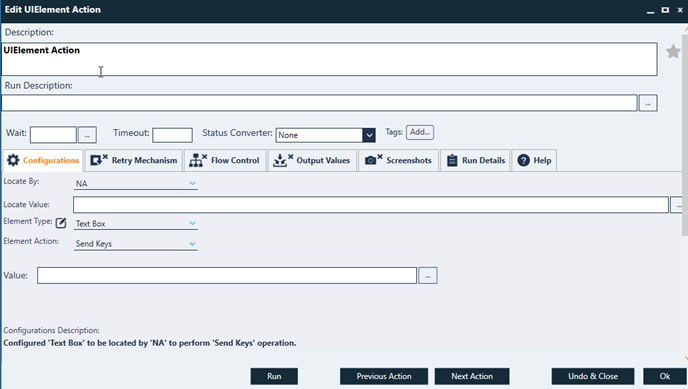 Edit UIElement Action
Description:
UIElement Action
Run Description:
...
Wait: ... Timeout: Status Converter: None Tags: Add...
Configurations Retry Mechanism Flow Control Output Values Screenshots Run Details Help
Locate By: NA
Locate Value: ...
Element Type: Text Box
Element Action: Send Keys
Value: ...
Configurations Description:
Configured 'Text Box' to be located by 'NA' to perform 'Send Keys' operation.
Run Previous Action Next Action Undo & Close Ok